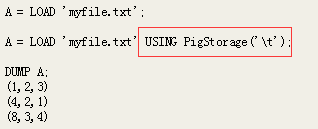 A = LOAD 'myfile.txt';
A = LOAD 'myfile.txt' USING PigStorage('\t');
DUMP A;
(1,2,3)
(4,2,1)
(8,3,4)